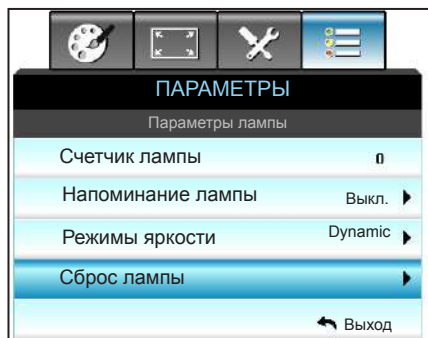 ПАРАМЕТРЫ
Параметры лампы
Счетчик лампы 0
Напоминание лампы Выкл.
Режимы яркости Dynamic
Сброс лампы
Выход